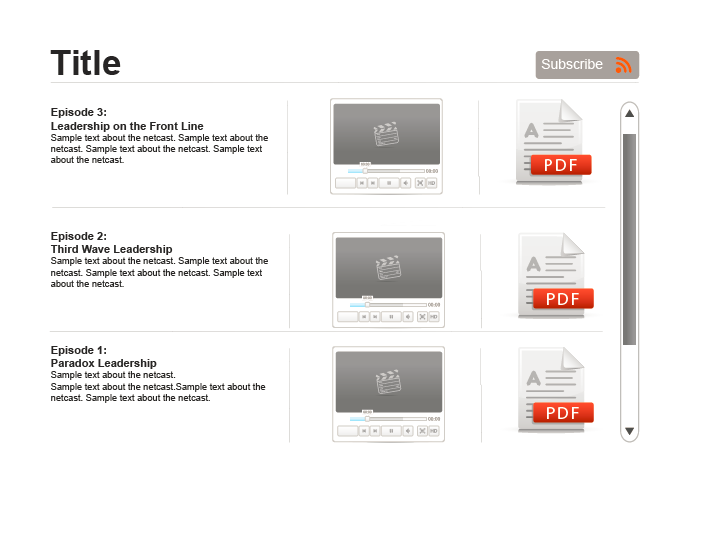 Title
Subscribe
Episode 3:
Leadership on the Front Line
Sample text about the netcast. Sample text about the
netcast. Sample text about the netcast. Sample text
about the netcast.
00:00
HD
A
PDF
Episode 2:
Third Wave Leadership
Sample text about the netcast. Sample text about the
netcast. Sample text about the netcast. Sample text
about the netcast.
00:00
HD
A
PDF
Episode 1:
Paradox Leadership
Sample text about the netcast.
Sample text about the netcast.Sample text about the
netcast. Sample text about the netcast.
00:00
HD
A
PDF